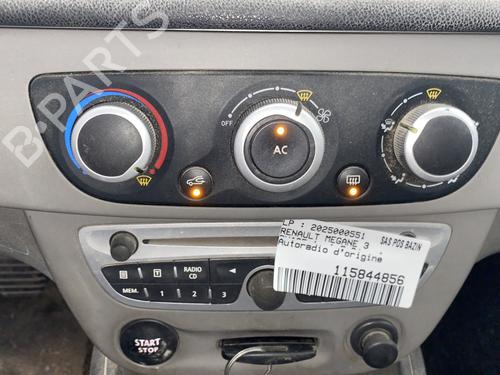 B-PARTS
OFF
AC
LP : 2025000551
RENAULT MEGANE 3
SAS PDS BAZIN
Autoradio d'origine
115844856
RADIO
CD
MEM.
1
2
3
START
STOP